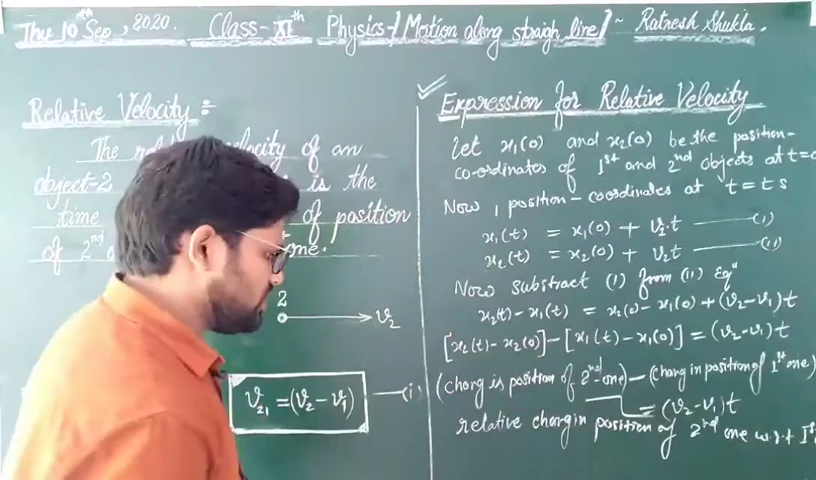 Thu 10th Sep, 2020. Class-XIth Physics-/Motion along straigh line/~ Ratnesh Shukla.
Relative Velocity :-
The locity of an
object-2 is the
time of position
of 2nd me.
2 v2
v21 = (v2 - v1) —(i)
Expression for Relative Velocity
Let x1(0) and x2(0) be the position-
co-ordinates of 1st and 2nd objects at t=0
Now, position-coordinates at t=t s
x1(t) = x1(0) + v1.t —(i)
x2(t) = x2(0) + v2t —(ii)
Now substract (i) from (ii) Eqn
x2(t) - x1(t) = x2(0) - x1(0) + (v2-v1)t
[x2(t) - x2(0)] - [x1(t) - x1(0)] = (v2-v1)t
(chang is position of 2nd-one) - (chang in position of 1st one)
= (v2-v1)t
relative chang in position of 2nd one w.r.t 1st